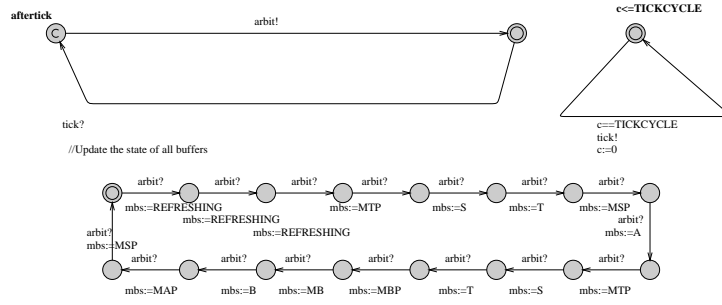 aftertick
c<=TICKCYCLE
C
arbit!
tick?
c==TICKCYCLE
tick!
c:=0
//Update the state of all buffers
arbit? arbit? arbit? arbit? arbit? arbit? arbit?
mbs:=REFRESHING
mbs:=REFRESHING
mbs:=REFRESHING
mbs:=MTP mbs:=S mbs:=T mbs:=MSP
arbit?
mbs:=MSP
arbit?
mbs:=A
arbit? arbit? arbit? arbit? arbit? arbit? arbit?
mbs:=MAP mbs:=B mbs:=MB mbs:=MBP mbs:=T mbs:=S mbs:=MTP